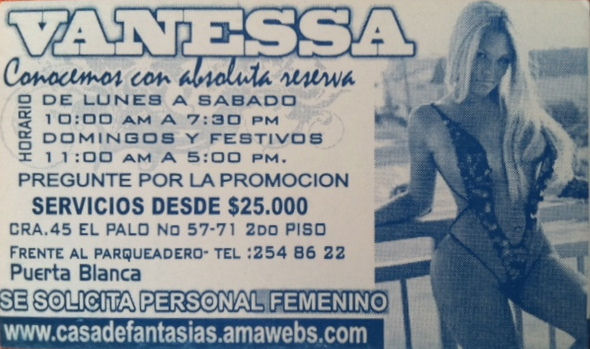 VANESSA
Conocemos con absoluta reserva
HORARIO
DE LUNES A SABADO
10:00 AM A 7:30 PM
DOMINGOS Y FESTIVOS
11:00 AM A 5:00 PM.
PREGUNTE POR LA PROMOCION
SERVICIOS DESDE $25.000
CRA.45 EL PALO No 57-71 2do PISO
FRENTE AL PARQUEADERO- TEL :254 86 22
Puerta Blanca
SE SOLICITA PERSONAL FEMENINO
www.casadefantasias.amawebs.com